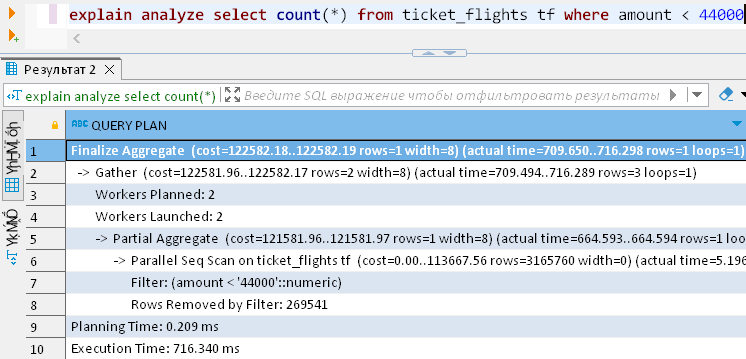 explain analyze select count(*) from ticket_flights tf where amount < 44000
Результат 2
explain analyze select count(*)
Введите SQL выражение чтобы отфильтровать результаты
ABC QUERY PLAN
1 Finalize Aggregate (cost=122582.18..122582.19 rows=1 width=8) (actual time=709.650..716.298 rows=1 loops=1)
2 -> Gather (cost=122581.96..122582.17 rows=2 width=8) (actual time=709.494..716.289 rows=3 loops=1)
3 Workers Planned: 2
4 Workers Launched: 2
5 -> Partial Aggregate (cost=121581.96..121581.97 rows=1 width=8) (actual time=664.593..664.594 rows=1 loo
6 -> Parallel Seq Scan on ticket_flights tf (cost=0.00..113667.56 rows=3165760 width=0) (actual time=5.196
7 Filter: (amount < '44000'::numeric)
8 Rows Removed by Filter: 269541
9 Planning Time: 0.209 ms
10 Execution Time: 716.340 ms